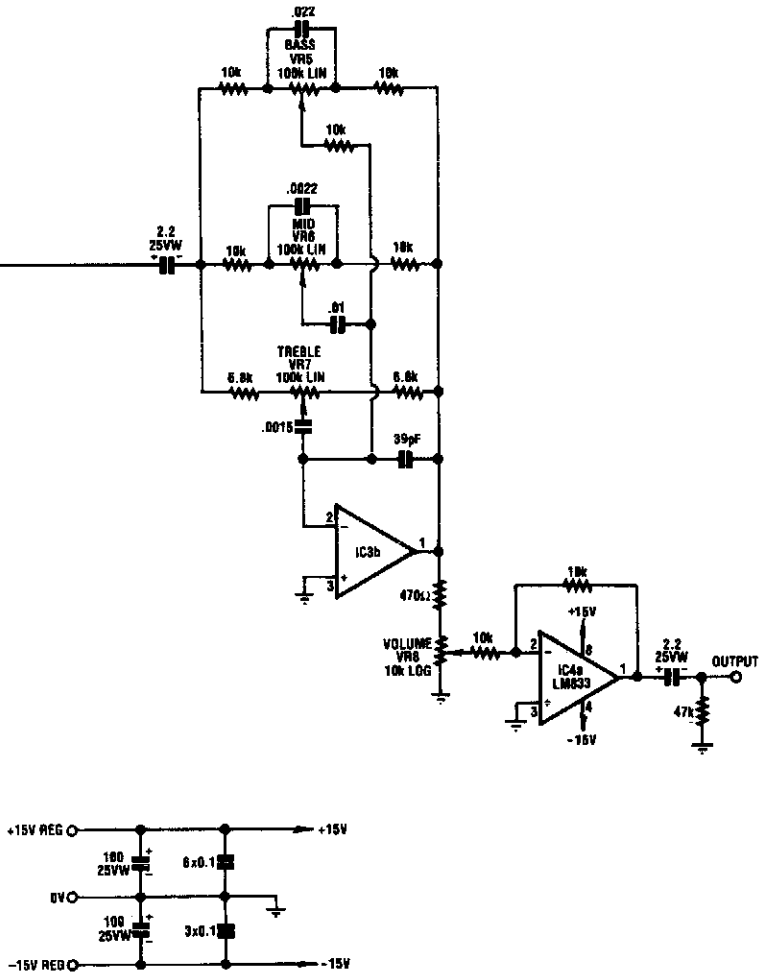 .022
BASS
VR5
100k LIN
10k
10k
10k
.0022
MID
VR6
100k LIN
2.2
25VW
+ -
10k
10k
.01
TREBLE
VR7
100k LIN
6.8k
6.8k
.0015
39pF
2
-
IC3b
1
3
+
470Ω
10k
+15V
VOLUME
VR8
10k LOG
10k
2
-
8
IC4a
LM833
1
2.2
25VW
+ -
OUTPUT
3
+
4
-15V
47k
+15V REG
+15V
100
25VW
+
-
6x0.1
0V
100
25VW
+
-
3x0.1
-15V REG
-15V